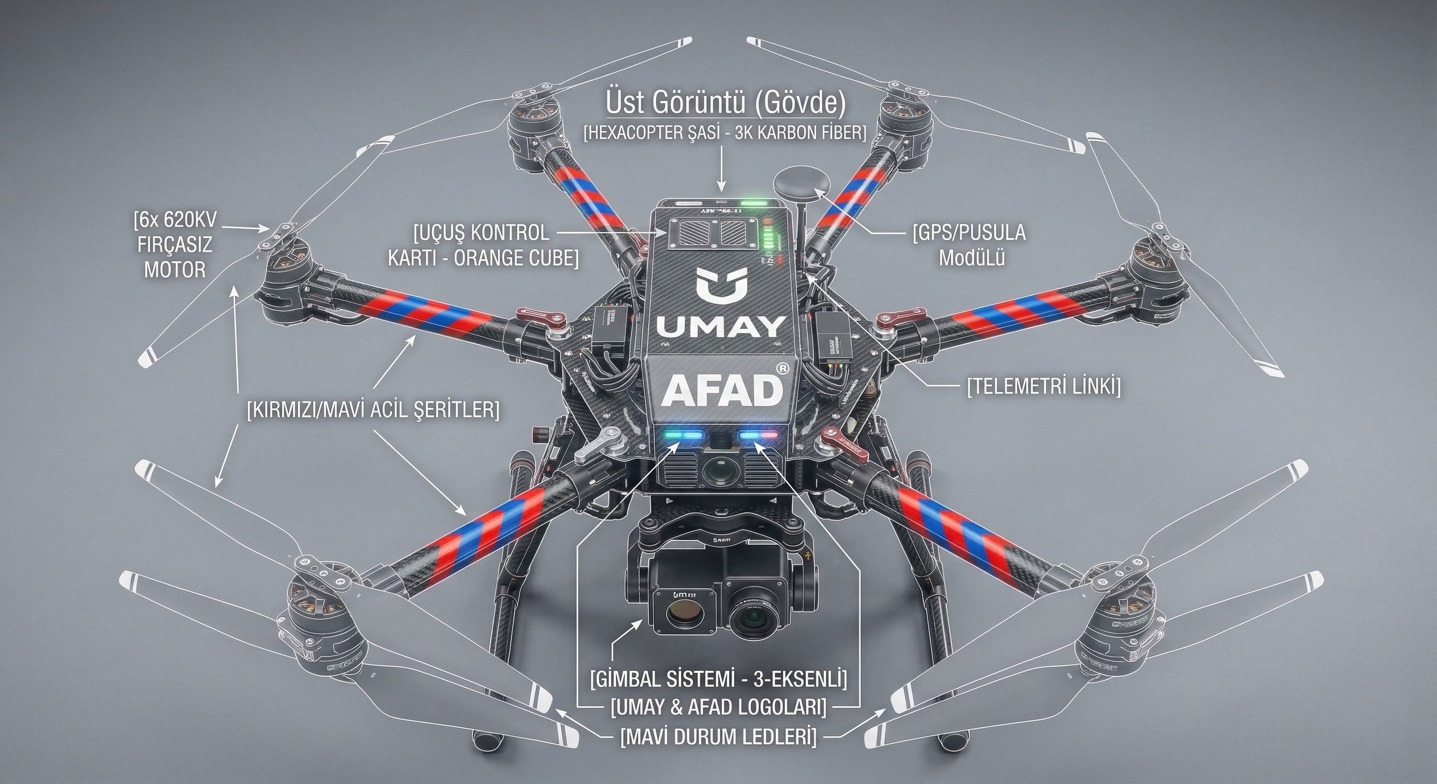 Üst Görüntü (Gövde)
[HEXACOPTER ŞASİ - 3K KARBON FİBER]
[6x 620KV
FIRÇASIZ
MOTOR
[UÇUŞ KONTROL
KARTI - ORANGE CUBE]
[GPS/PUSULA
ModüLü
UMAY
AFAD®
[TELEMETRİ LİNKİ]
[KIRMIZI/MAVİ ACİL ŞERİTLER]
[GİMBAL SİSTEMİ - 3-EKSENLİ]
[UMAY & AFAD LOGOLARI]
[MAVİ DURUM LEDLERİ]